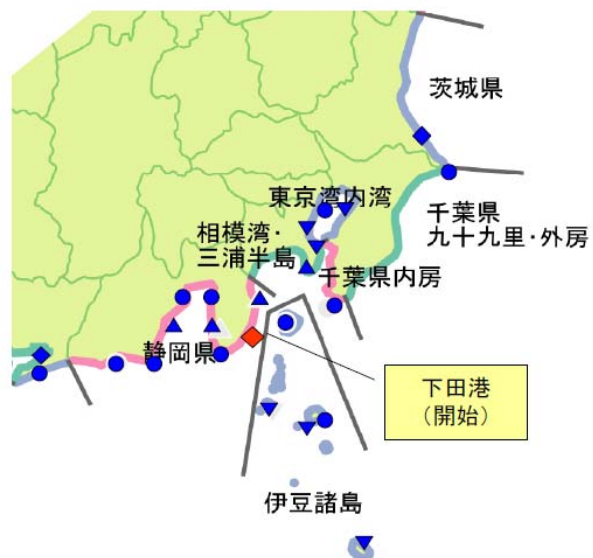 茨城県
東京湾内湾
千葉県
九十九里・外房
相模湾・
三浦半島
千葉県内房
静岡県
下田港
（開始）
伊豆諸島